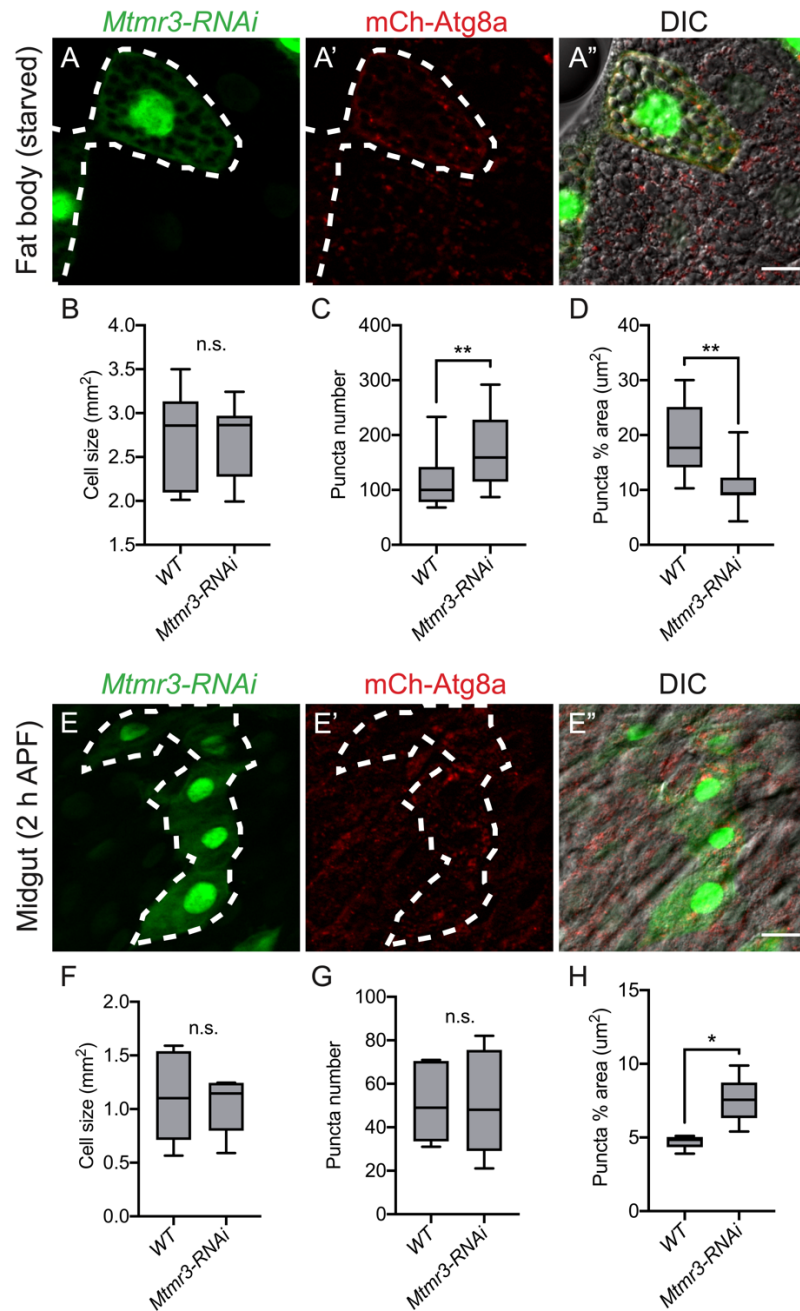 Mtmr3-RNAi mCh-Atg8a DIC
Fat body (starved)
A A' A"
B C D
Cell size (mm²)
4.0
3.5
3.0
2.5
2.0
1.5
n.s.
WT Mtmr3-RNAi
Puncta number
400
300
200
100
0
**
WT Mtmr3-RNAi
Puncta % area (um²)
40
30
20
10
0
**
WT Mtmr3-RNAi
Mtmr3-RNAi mCh-Atg8a DIC
Midgut (2 h APF)
E E' E"
F G H
Cell size (mm²)
2.0
1.5
1.0
0.5
0.0
n.s.
WT Mtmr3-RNAi
Puncta number
100
80
60
40
20
0
n.s.
WT Mtmr3-RNAi
Puncta % area (um²)
15
10
5
0
*
WT Mtmr3-RNAi